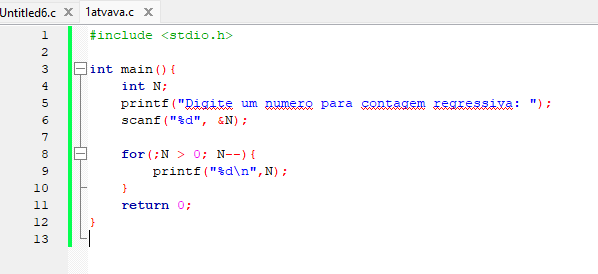 Untitled6.c 1atvava.c
1 #include <stdio.h>
2
3 int main(){
4 int N;
5 printf("Digite um numero para contagem regressiva: ");
6 scanf("%d", &N);
7
8 for(;N > 0; N--){
9 printf("%d\n",N);
10 }
11 return 0;
12 }
13